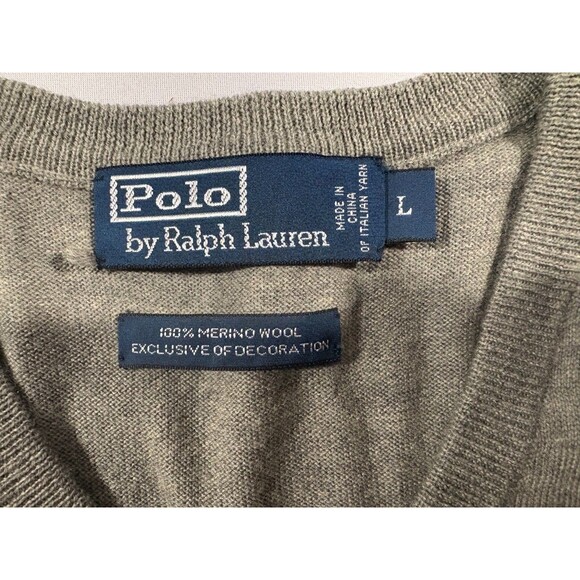 Polo
by Ralph Lauren
MADE IN
CHINA
OF ITALIAN YARN
L
100% MERINO WOOL
EXCLUSIVE OF DECORATION